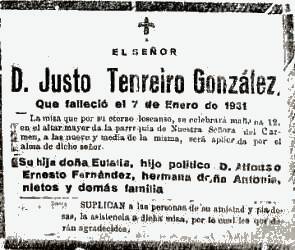 EL SEÑOR
D. Justo Tenreiro González,
Que falleció el 7 de Enero de 1931
La misa que por su eterno descanso, se celebrará mañana 12,
en el altar mayor de la parroquia de Nuestra Señora del Car-
men, a las nueve y media de la misma, será aplicada por el
alma de dicho señor.
Su hija doña Eulalia, hijo político D. Alfonso
Ernesto Fernández, hermana doña Antonia,
nietos y demás familia
SUPLICAN a las personas de su amistad y piado-
sas, la asistencia a dicha misa, por lo cual les que-
darán agradecidos.